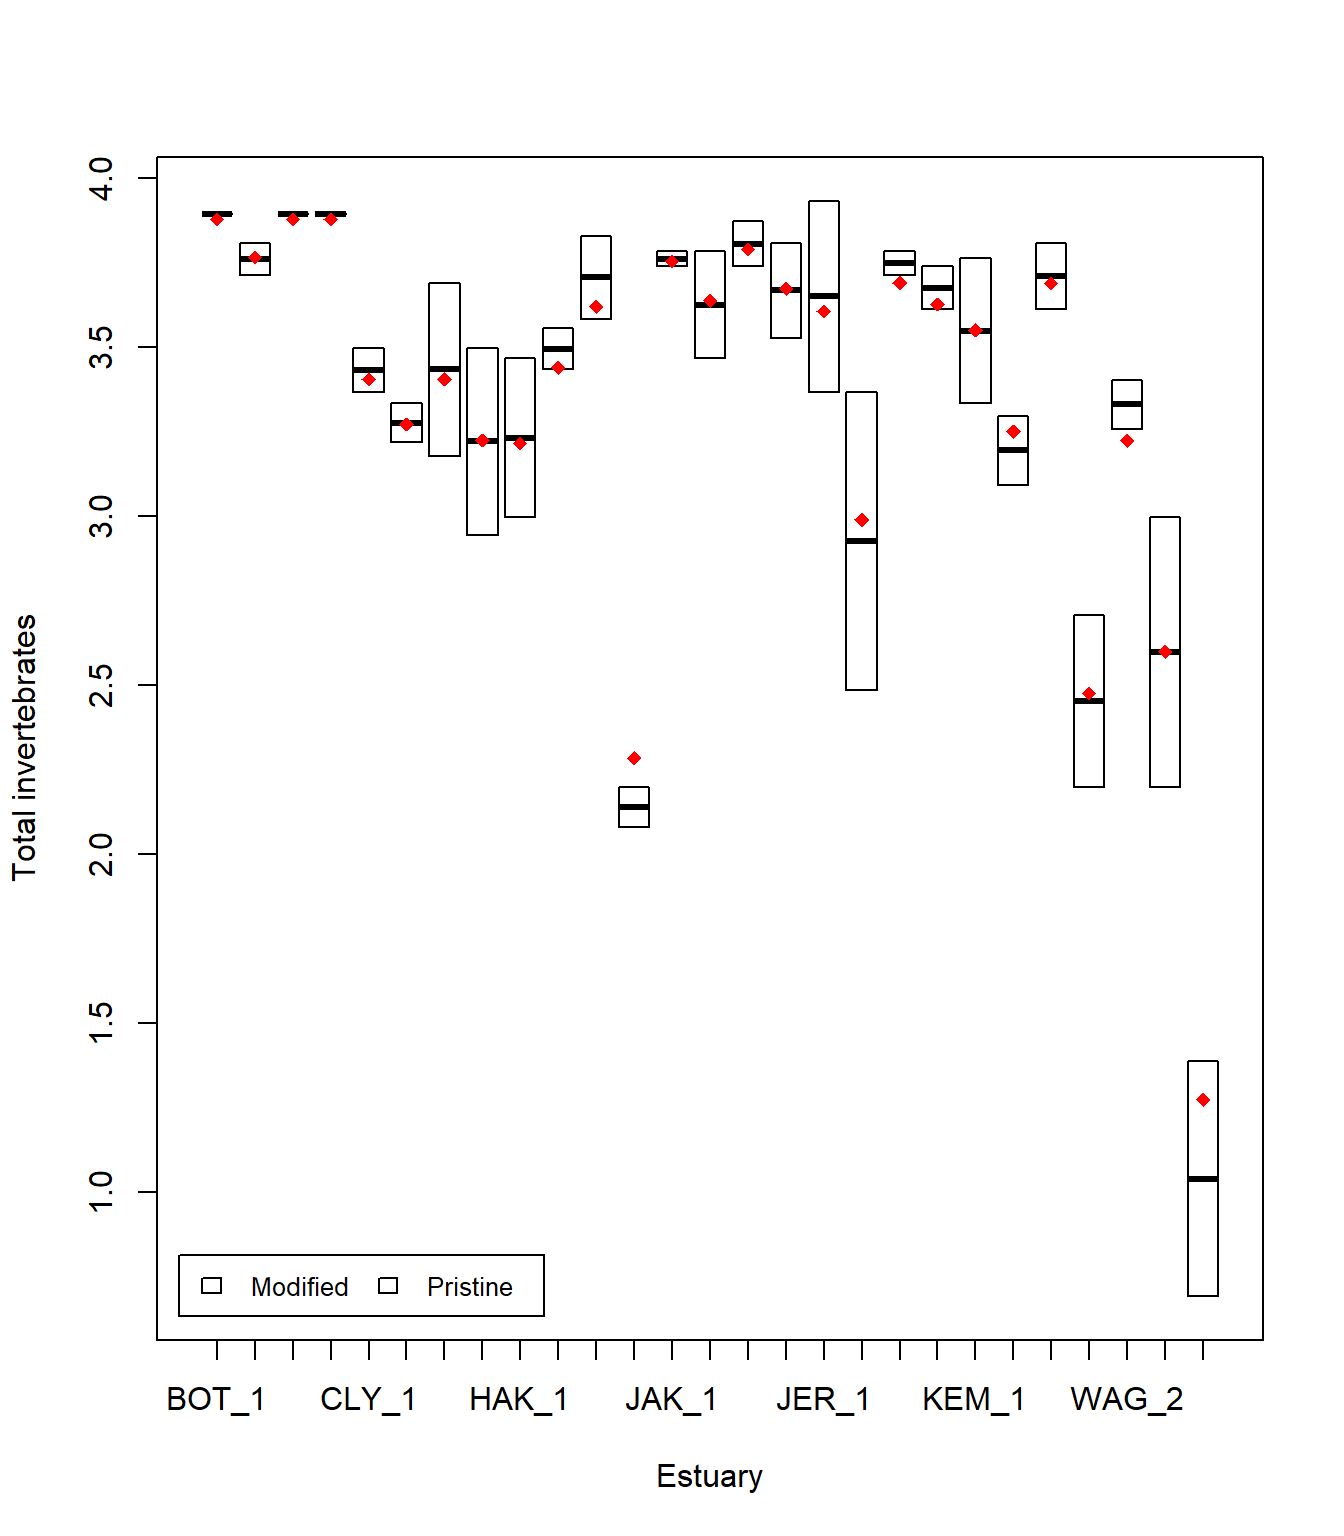 4.0
3.5
3.0
2.5
2.0
1.5
1.0
Total invertebrates
Modified Pristine
BOT_1 CLY_1 HAK_1 JAK_1 JER_1 KEM_1 WAG_2
Estuary